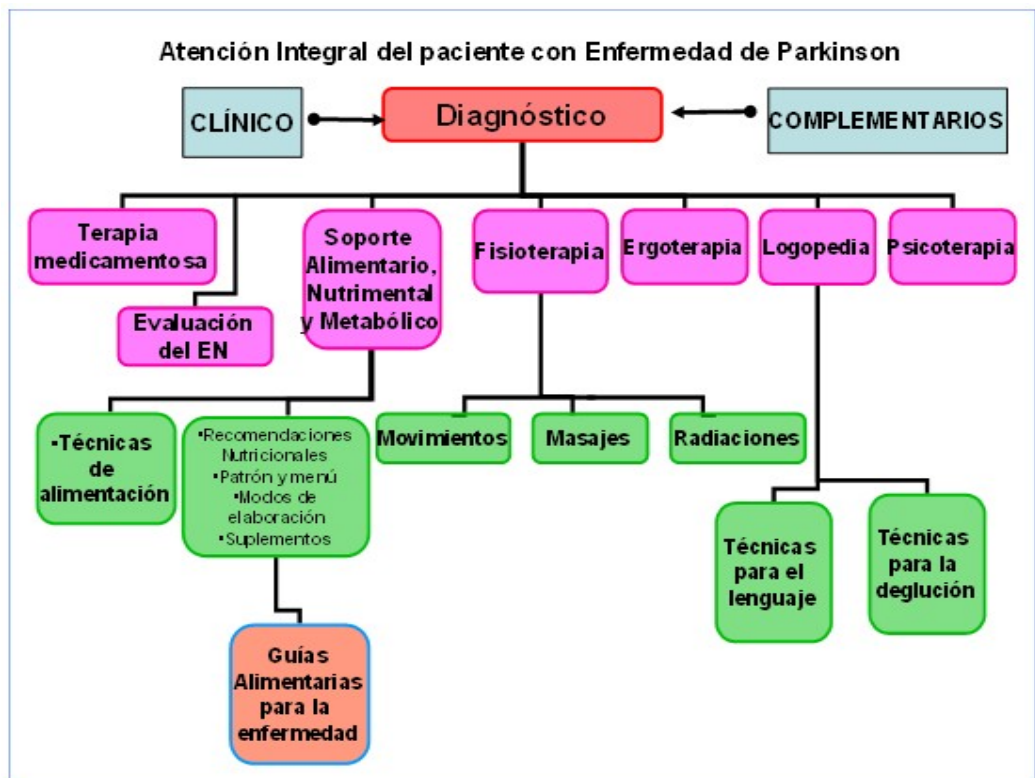 Atención Integral del paciente con Enfermedad de Parkinson
CLÍNICO
Diagnóstico
COMPLEMENTARIOS
Terapia
medicamentosa
Evaluación
del EN
Soporte
Alimentario,
Nutrimental
y Metabólico
Fisioterapia
Ergoterapia
Logopedia
Psicoterapia
•Técnicas
de
alimentación
•Recomendaciones
Nutricionales
•Patrón y menú
•Modos de
elaboración
•Suplementos
Movimientos
Masajes
Radiaciones
Técnicas
para el
lenguaje
Técnicas
para la
deglución
Guías
Alimentarias
para la
enfermedad